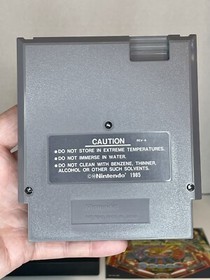 CAUTION
REV-A
• DO NOT STORE IN EXTREME TEMPERATURES.
• DO NOT IMMERSE IN WATER.
• DO NOT CLEAN WITH BENZENE, THINNER,
ALCOHOL OR OTHER SUCH SOLVENTS.
©®Nintendo® 1985